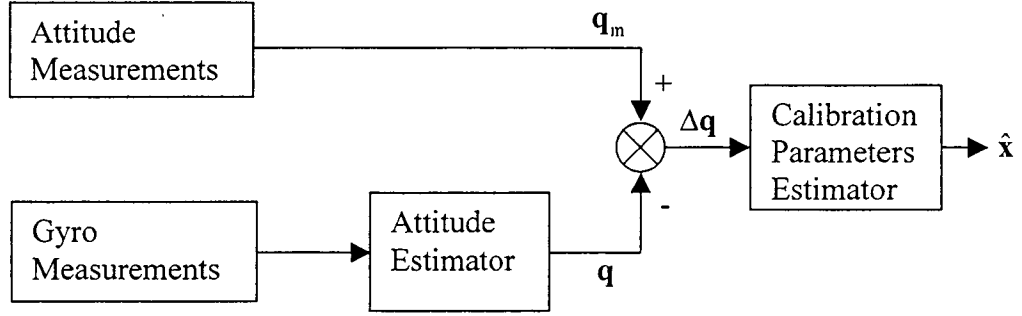 Attitude
Measurements
q_m
+
Δq
Calibration
Parameters
Estimator
x̂
-
Gyro
Measurements
Attitude
Estimator
q